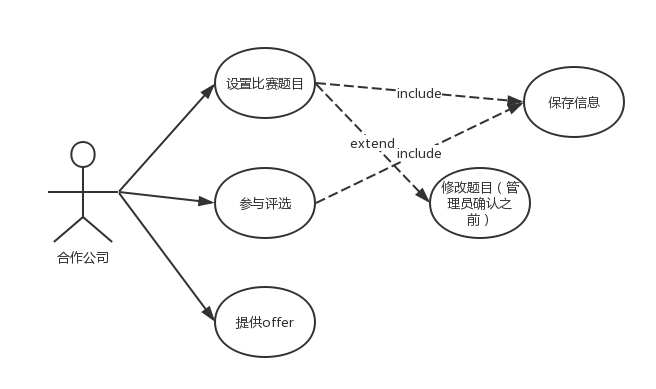 设置比赛题目
include
保存信息
extend
include
参与评选
修改题目（管
理员确认之
前）
合作公司
提供offer